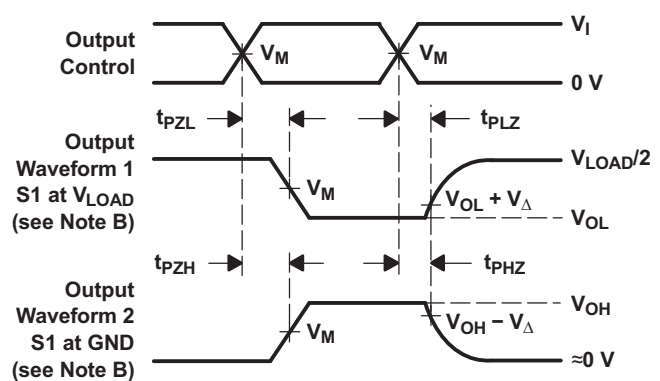 Output
Control
V_M
V_M
V_I
0 V
t_PZL
t_PLZ
Output
Waveform 1
S1 at V_LOAD
(see Note B)
V_M
V_OL + V_Δ
V_LOAD/2
V_OL
t_PZH
t_PHZ
Output
Waveform 2
S1 at GND
(see Note B)
V_M
V_OH − V_Δ
V_OH
≈0 V